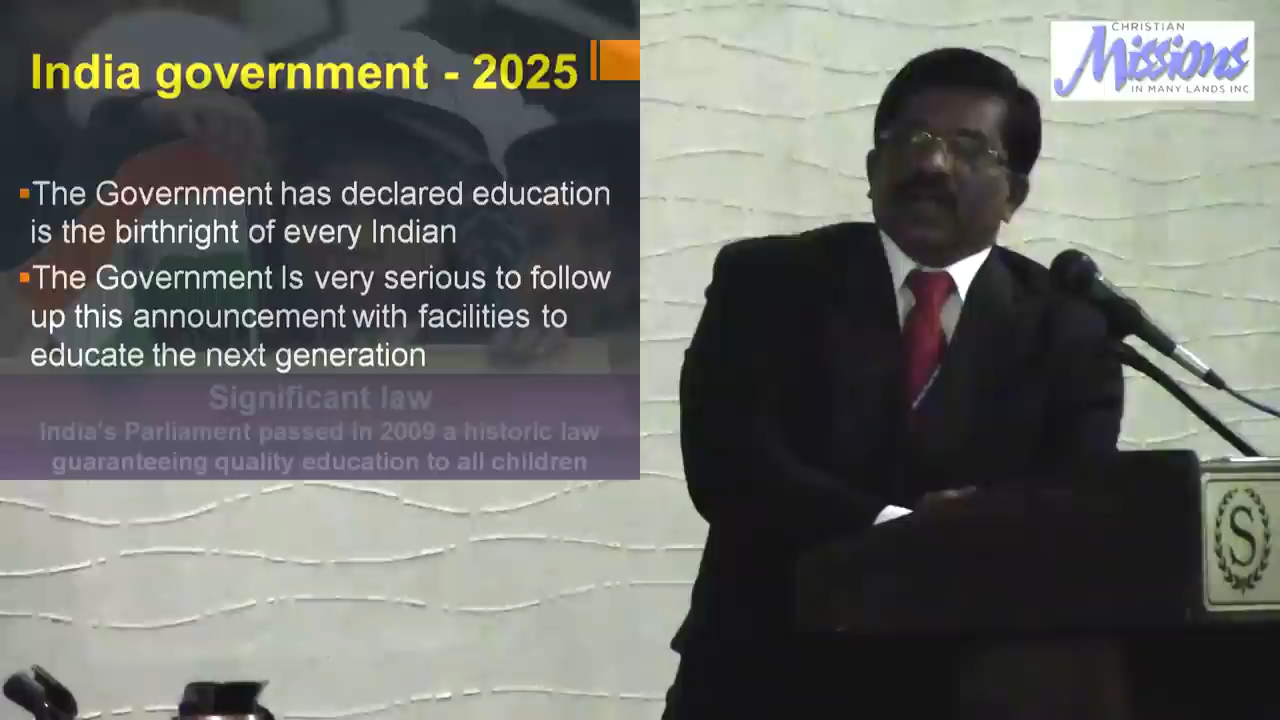 India government - 2025
▪The Government has declared education
is the birthright of every Indian
▪The Government Is very serious to follow
up this announcement with facilities to
educate the next generation
Significant law
India's Parliament passed in 2009 a historic law
guaranteeing quality education to all children
CHRISTIAN
Missions
IN MANY LANDS INC
S